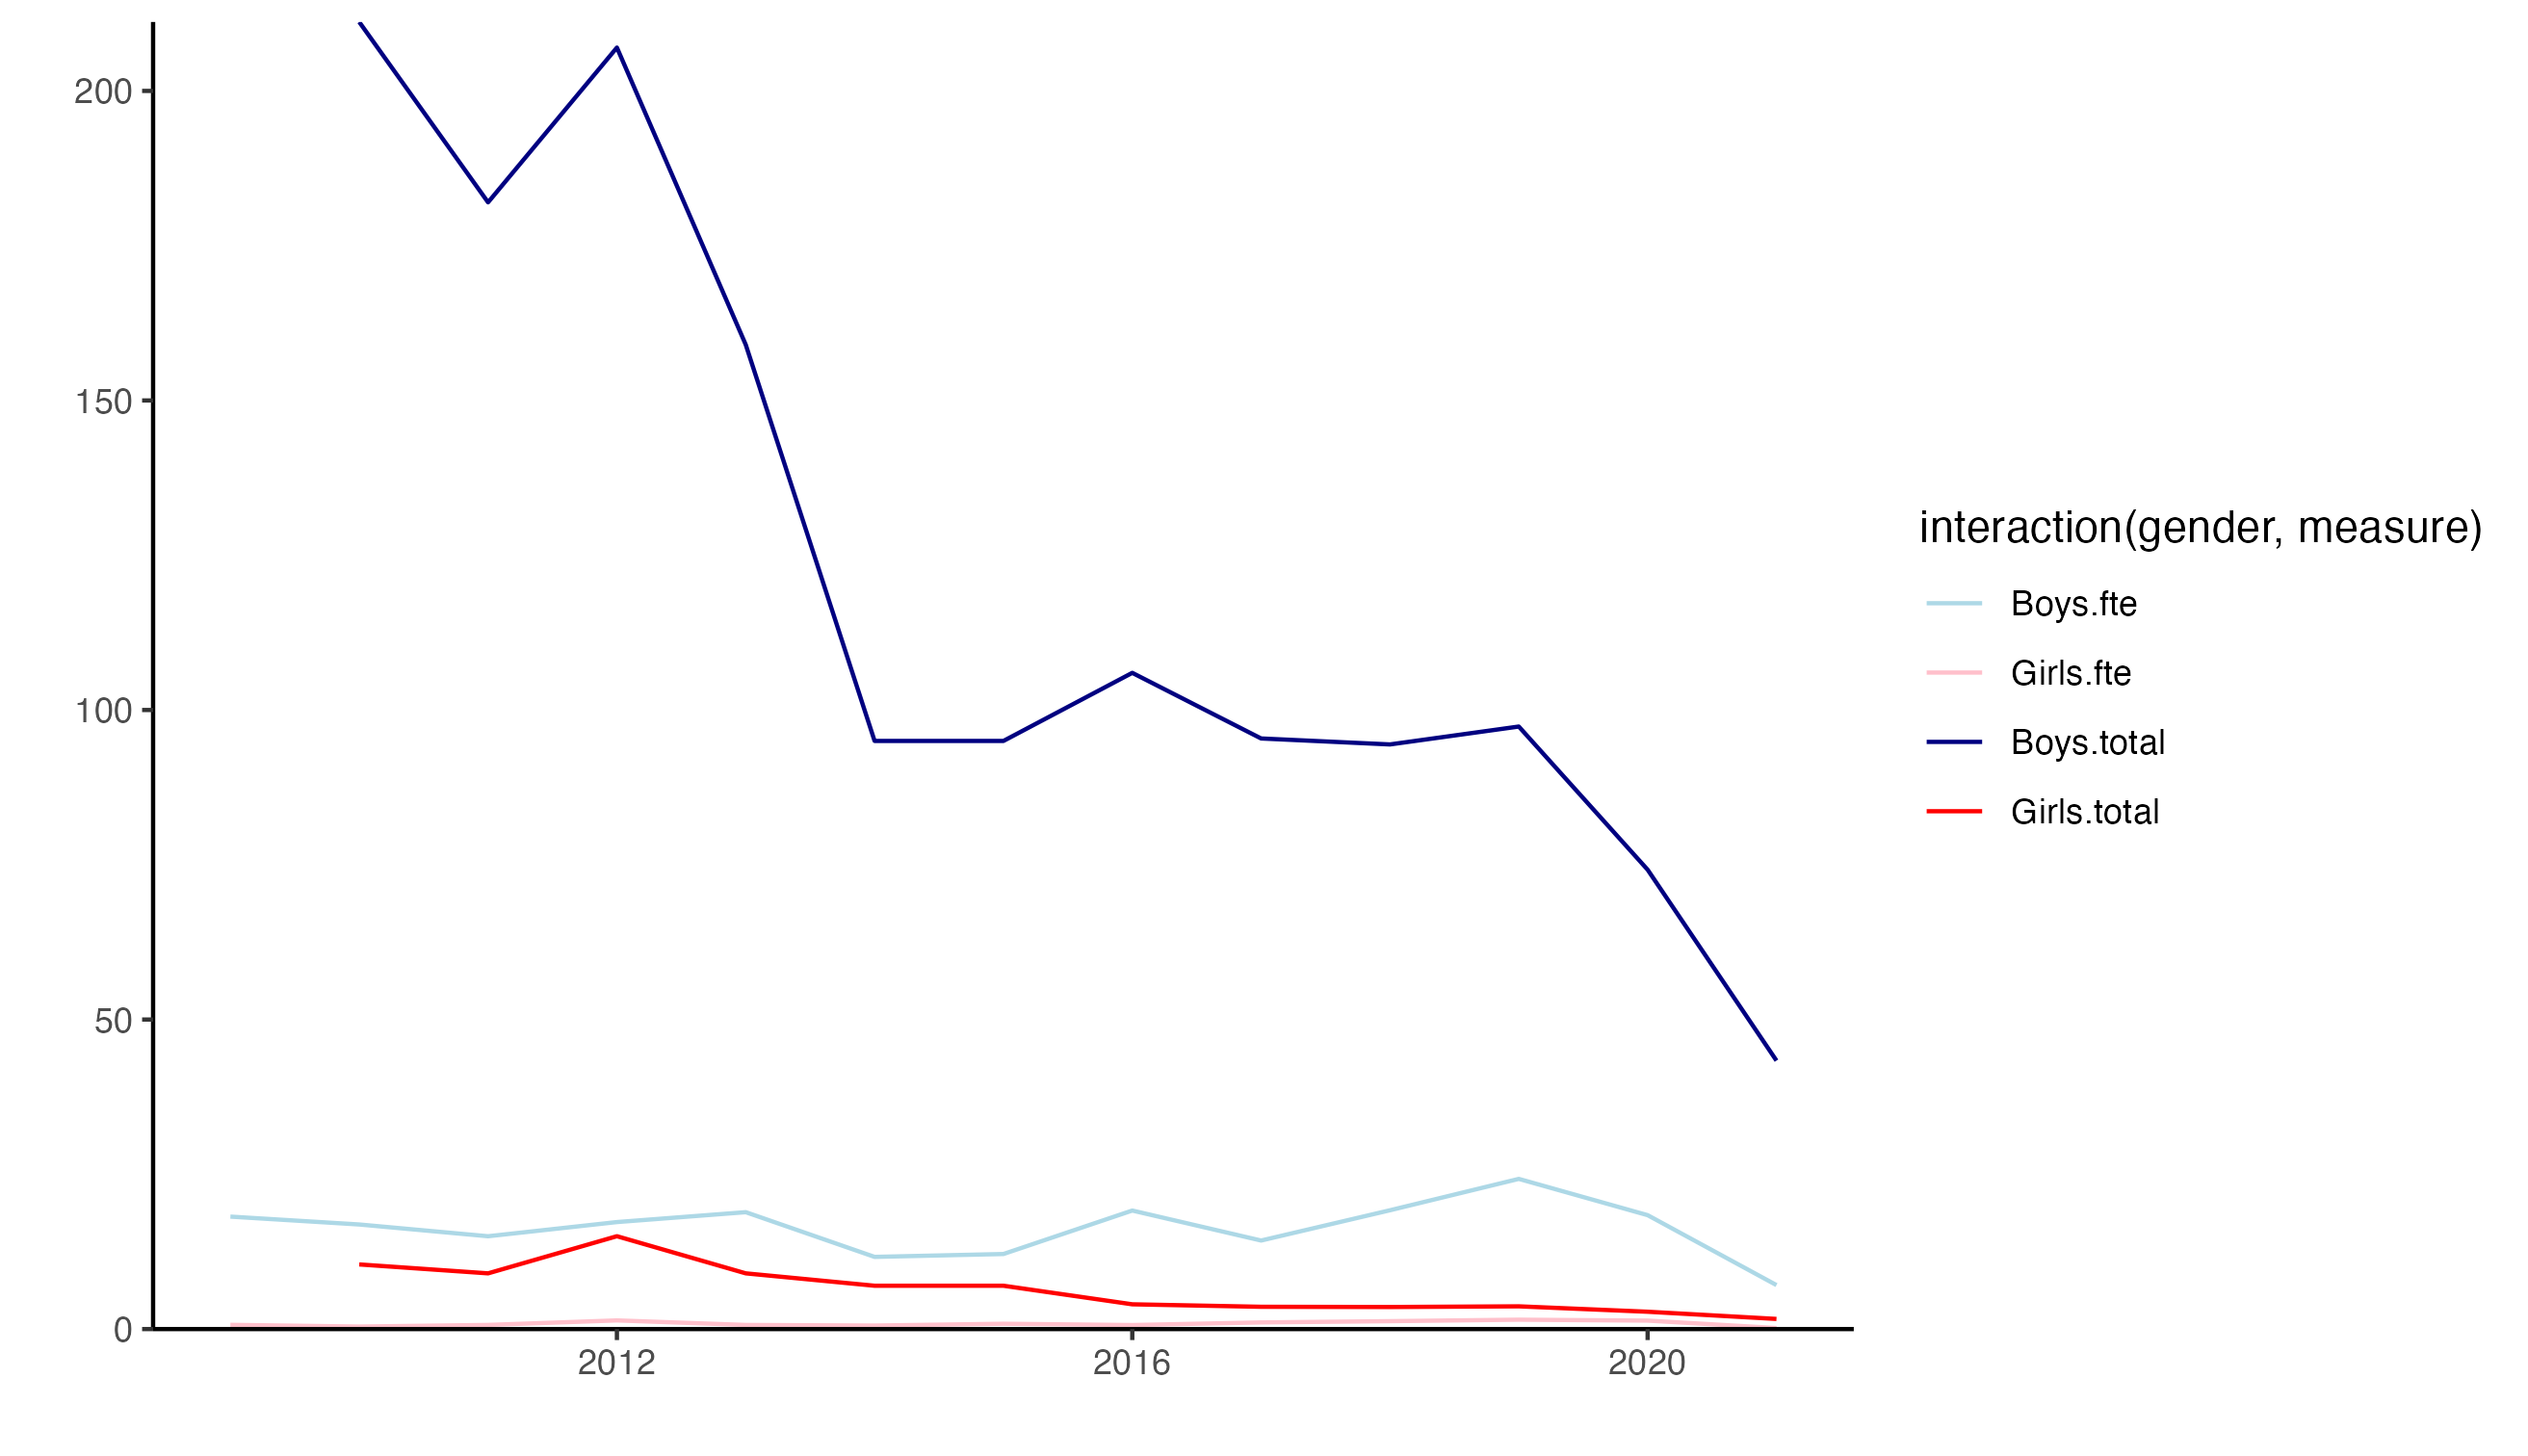 200
150
100
50
0
2012 2016 2020
interaction(gender, measure)
Boys.fte
Girls.fte
Boys.total
Girls.total